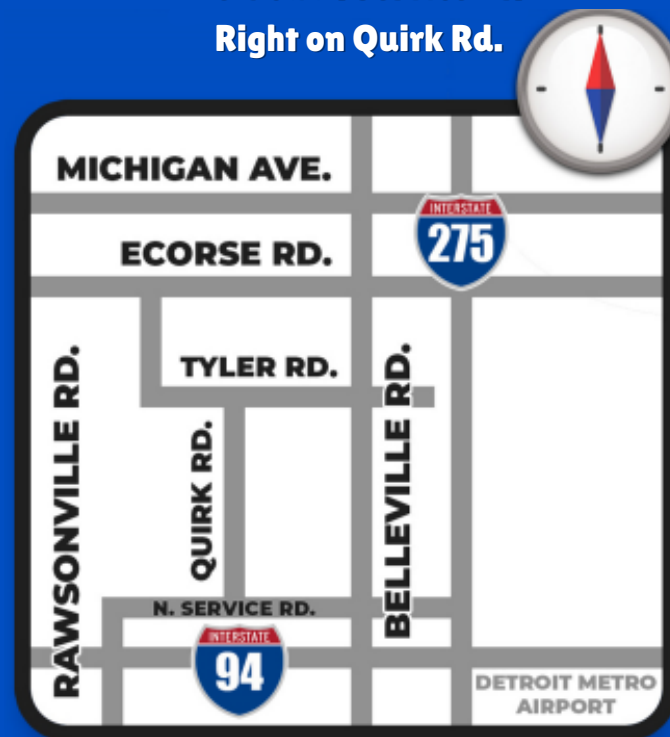 Right on Quirk Rd.
MICHIGAN AVE.
INTERSTATE
275
ECORSE RD.
TYLER RD.
RAWSONVILLE RD.
QUIRK RD.
BELLEVILLE RD.
N. SERVICE RD.
INTERSTATE
94
DETROIT METRO
AIRPORT